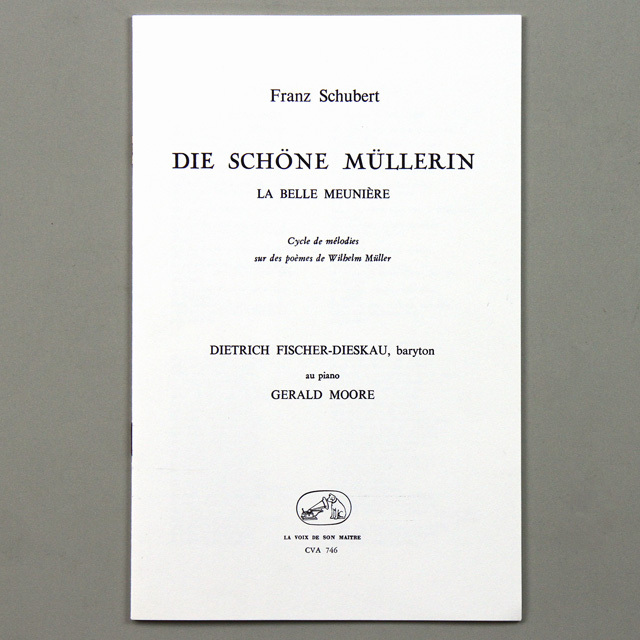 Franz Schubert
DIE SCHÖNE MÜLLERIN
LA BELLE MEUNIÈRE
Cycle de mélodies
sur des poèmes de Wilhelm Müller
DIETRICH FISCHER-DIESKAU, baryton
au piano
GERALD MOORE
LA VOIX DE SON MAITRE
CVA 746